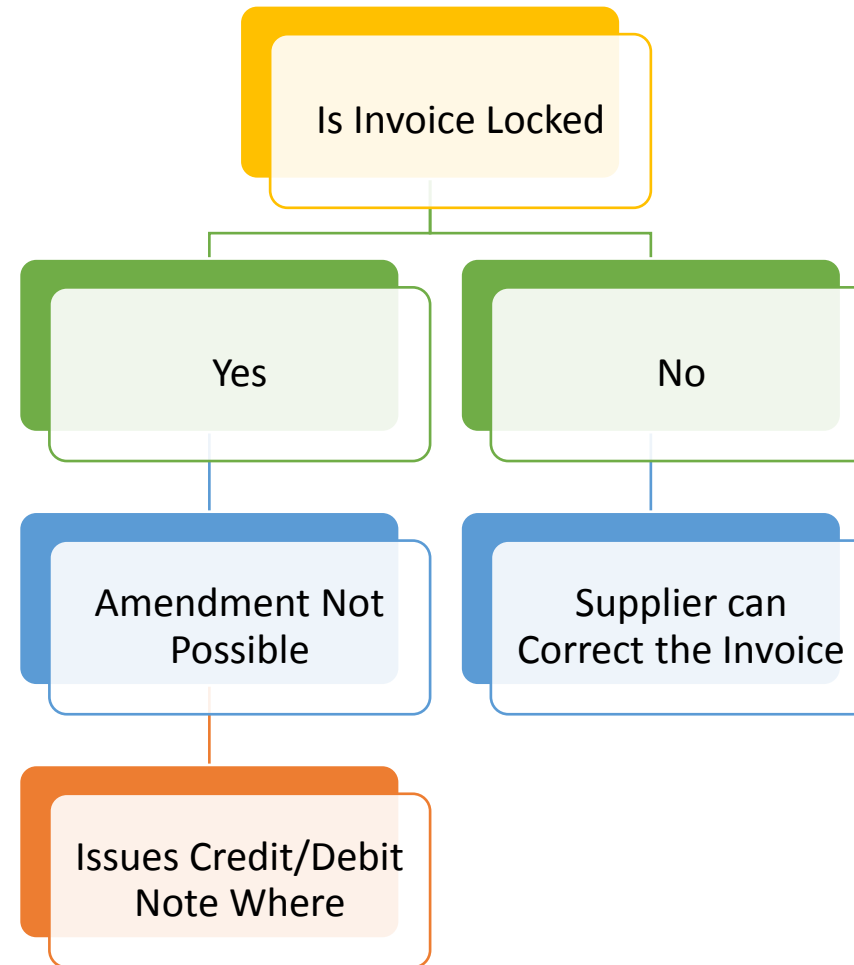 Is Invoice Locked
Yes
No
Amendment Not
Possible
Supplier can
Correct the Invoice
Issues Credit/Debit
Note Where